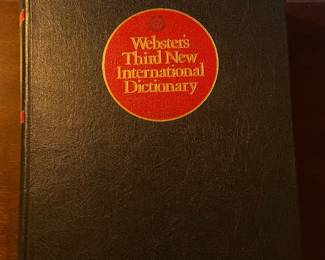 Webster's
Third New
International
Dictionary